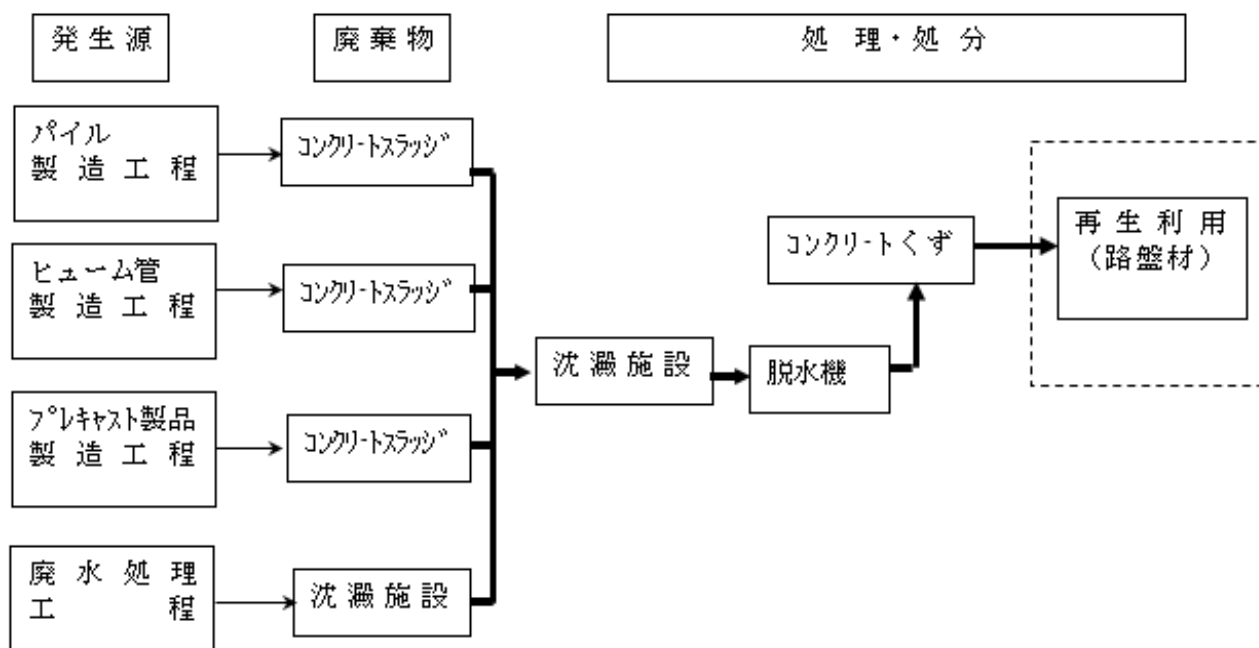 発生源
廃棄物
処理・処分
パイル
製造工程
コンクリートスラッジ
ヒューム管
製造工程
コンクリートスラッジ
プレキャスト製品
製造工程
コンクリートスラッジ
廃水処理
工程
沈澱施設
沈澱施設
脱水機
コンクリートくず
再生利用
(路盤材)